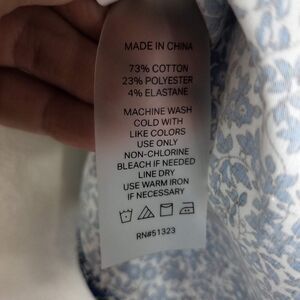 MADE IN CHINA
73% COTTON
23% POLYESTER
4% ELASTANE
MACHINE WASH
COLD WITH
LIKE COLORS
USE ONLY
NON-CHLORINE
BLEACH IF NEEDED
LINE DRY
USE WARM IRON
IF NECESSARY
RN#51323